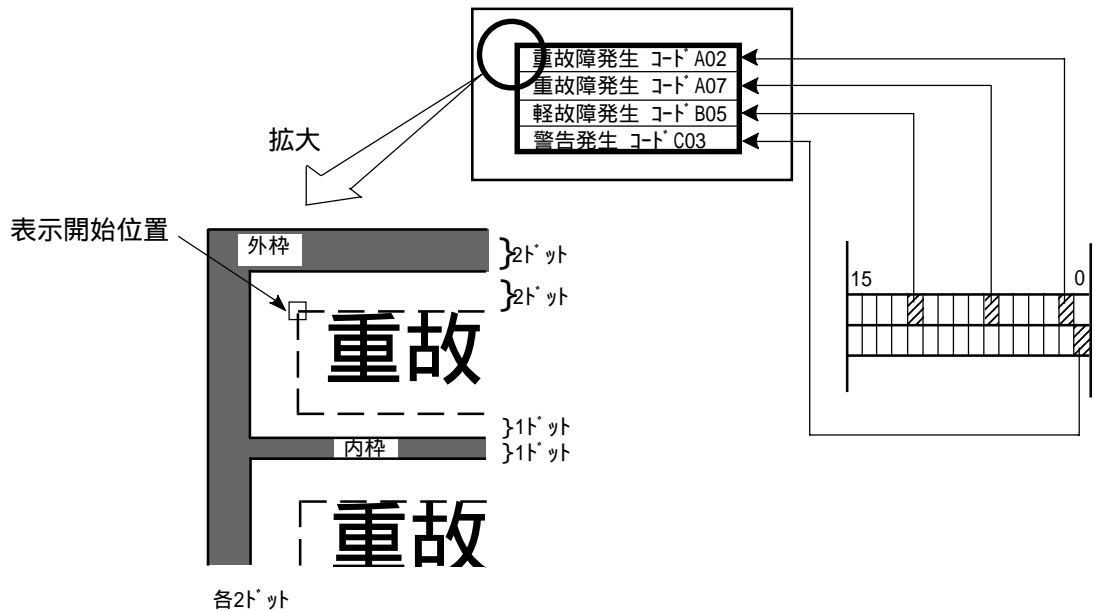 重故障発生 ｺｰﾄﾞA02
重故障発生 ｺｰﾄﾞA07
軽故障発生 ｺｰﾄﾞB05
警告発生 ｺｰﾄﾞC03
拡大
表示開始位置
外枠
}2ﾄﾞｯﾄ
}2ﾄﾞｯﾄ
15 0
重故
}1ﾄﾞｯﾄ
内枠
}1ﾄﾞｯﾄ
重故
各2ﾄﾞｯﾄ